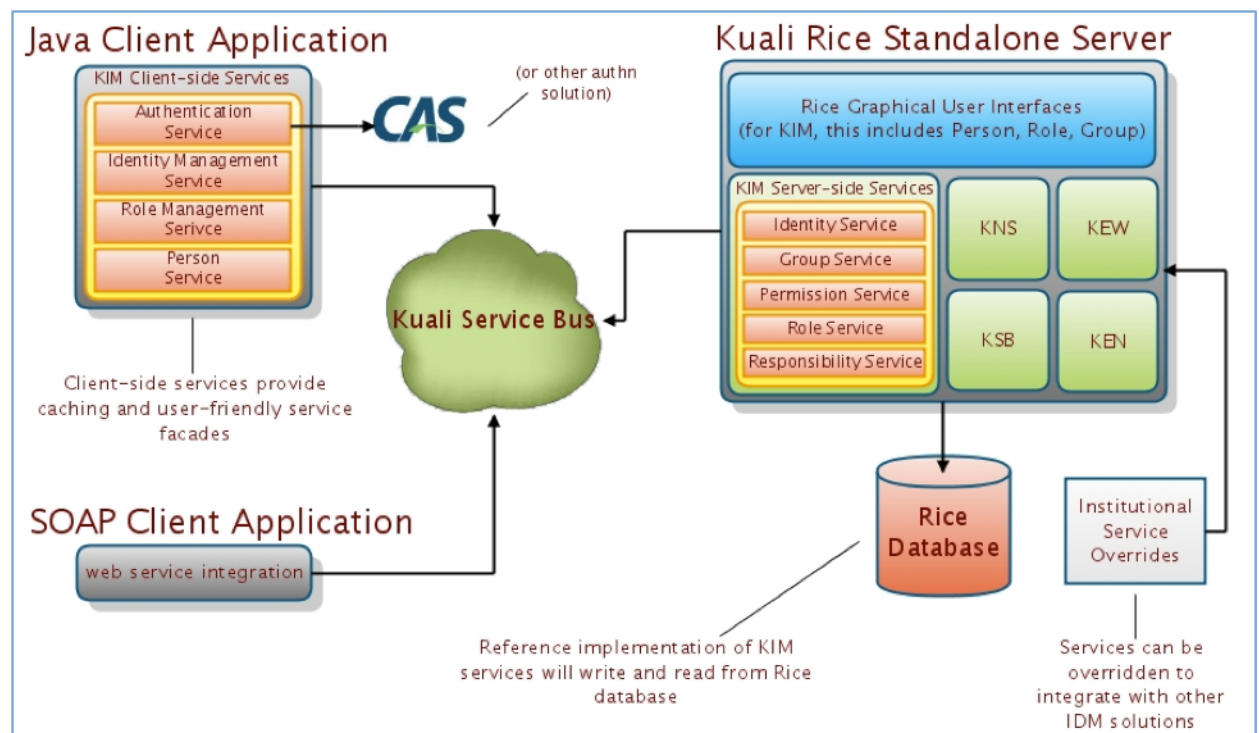 Java Client Application
KIM Client-side Services
Authentication
Service
Identity Management
Service
Role Management
Serivce
Person
Service
CAS
(or other authn
solution)
Client-side services provide
caching and user-friendly service
facades
Kuali Service Bus
SOAP Client Application
web service integration
Kuali Rice Standalone Server
Rice Graphical User Interfaces
(for KIM, this includes Person, Role, Group)
KIM Server-side Services
Identity Service
Group Service
Permission Service
Role Service
Responsibility Service
KNS
KEW
KSB
KEN
Rice
Database
Reference implementation of KIM
services will write and read from Rice
database
Institutional
Service
Overrides
Services can be
overridden to
integrate with other
IDM solutions